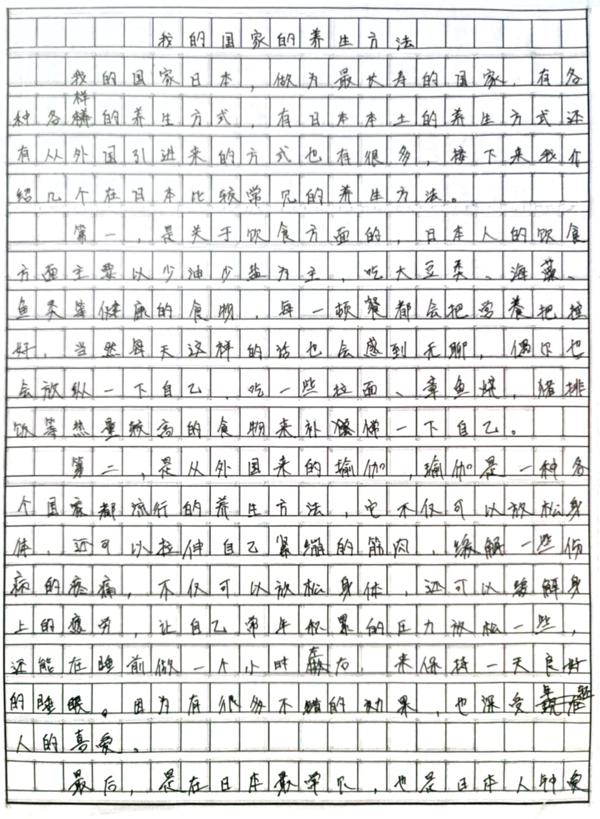 我的国家的养生方法
我的国家日本，做为最长寿的国家，有各
种各样的养生方式，有日本本土的养生方式还
有从外国引进来的方式也有很多，接下来我介
绍几个在日本比较常见的养生方法。
第一，是关于饮食方面的，日本人的饮食
方面主要以少油少盐为主，吃大豆类、海藻、
鱼类等健康的食物，每一顿餐都会把营养把控
好，当然每天这样的话也会感到无聊，偶尔也
会放纵一下自己，吃一些拉面、章鱼烧，猪排
饭等热量较高的食物来补一下自己。
第二，是从外国来的瑜伽，瑜伽是一种各
个国家都流行的养生方法，它不仅可以放松身
体，还可以拉伸自己紧绷的筋肉，缓解一些伤
病的疼痛，不仅可以放松身体，还可以缓解身
上的疲劳，让自己常年积累的压力放松一些，
还能在睡前做一个小时左右，来保持一天良好
的睡眠。因为有很多不错的功果，也深受
人的喜爱。
最后，是在日本最常见，也是日本人钟爱